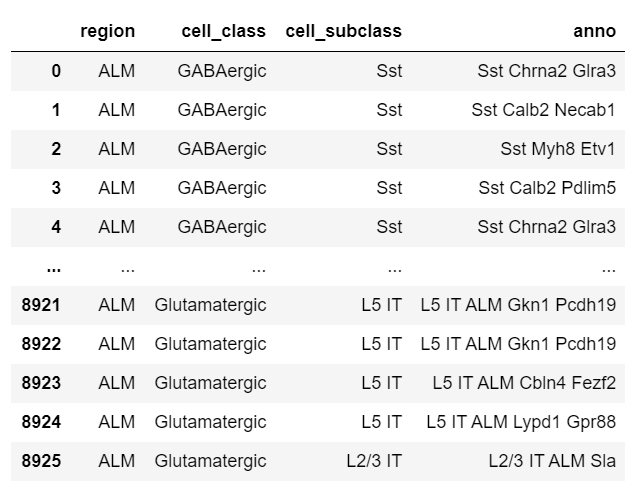 region cell_class cell_subclass anno
0 ALM GABAergic Sst Sst Chrna2 Glra3
1 ALM GABAergic Sst Sst Calb2 Necab1
2 ALM GABAergic Sst Sst Myh8 Etv1
3 ALM GABAergic Sst Sst Calb2 Pdlim5
4 ALM GABAergic Sst Sst Chrna2 Glra3
... ... ... ... ...
8921 ALM Glutamatergic L5 IT L5 IT ALM Gkn1 Pcdh19
8922 ALM Glutamatergic L5 IT L5 IT ALM Gkn1 Pcdh19
8923 ALM Glutamatergic L5 IT L5 IT ALM Cbln4 Fezf2
8924 ALM Glutamatergic L5 IT L5 IT ALM Lypd1 Gpr88
8925 ALM Glutamatergic L2/3 IT L2/3 IT ALM Sla